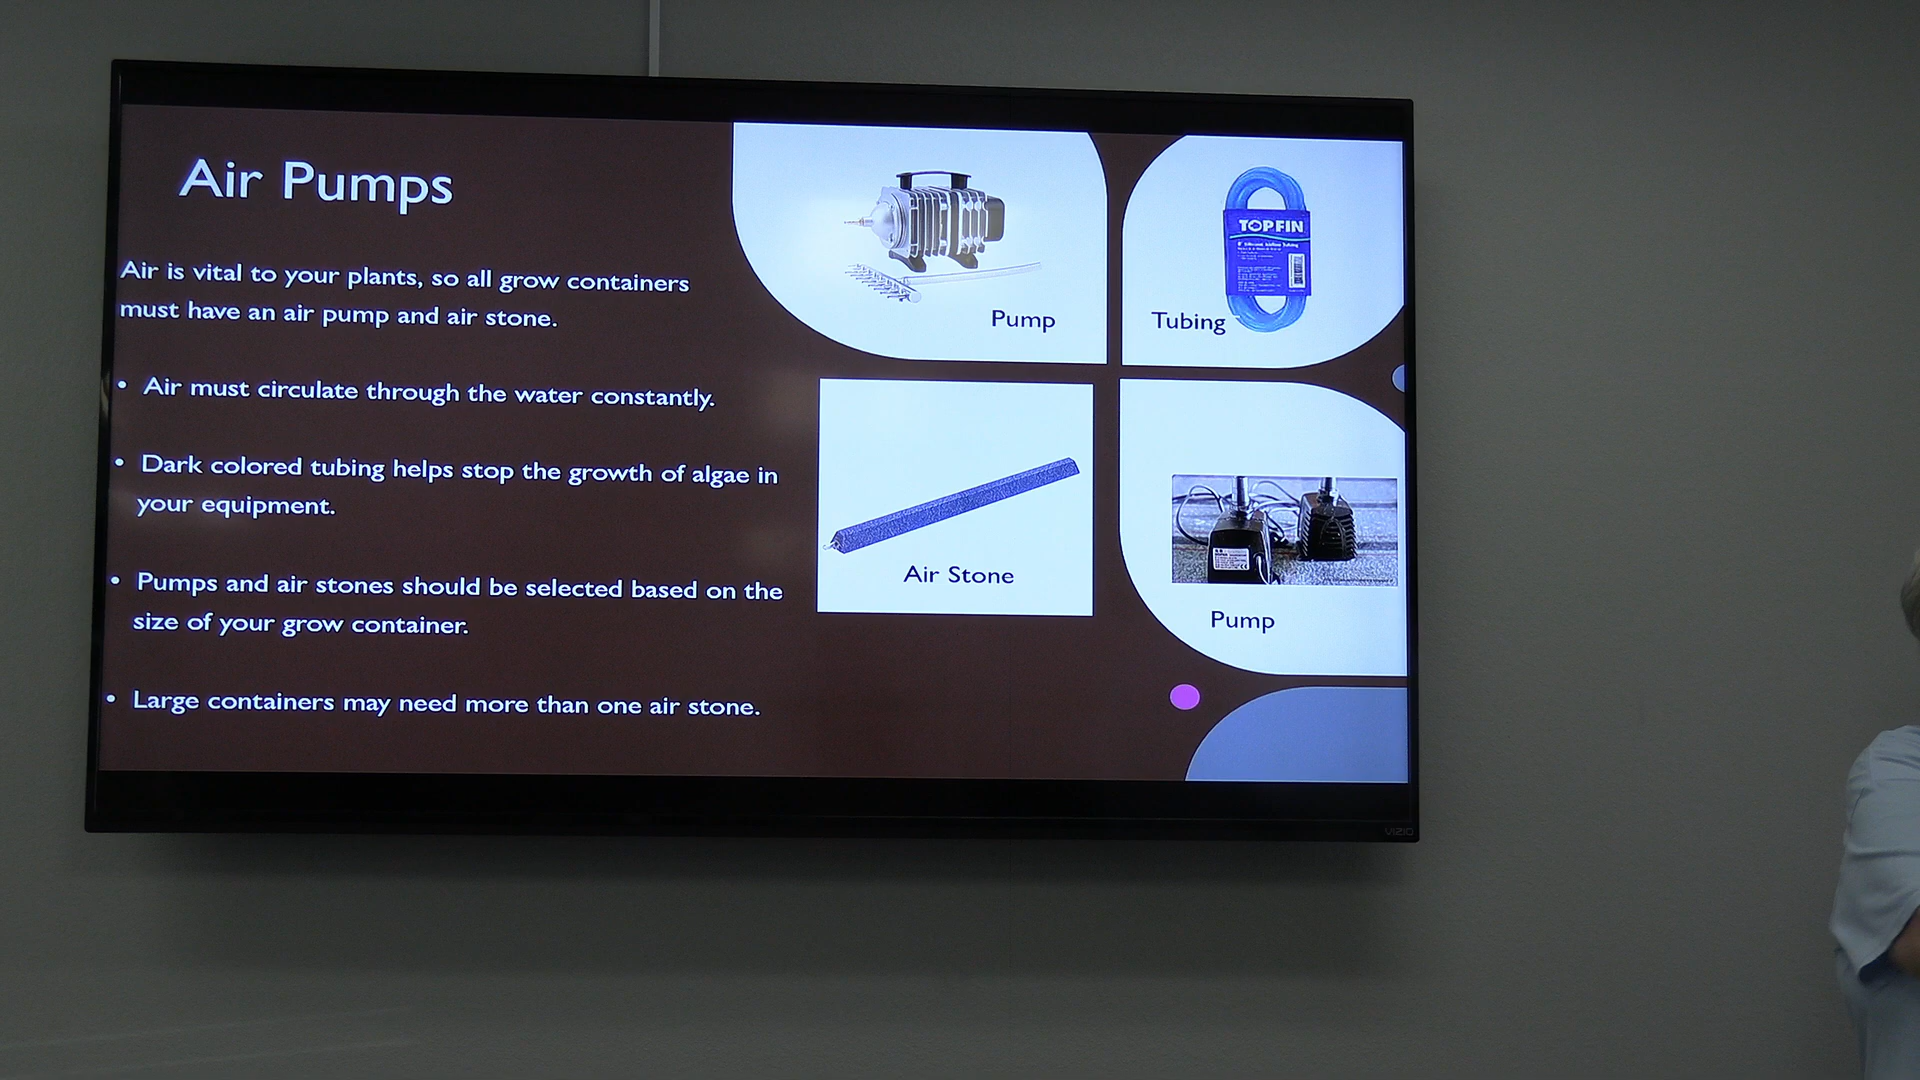 Air Pumps
Air is vital to your plants, so all grow containers
must have an air pump and air stone.
• Air must circulate through the water constantly.
• Dark colored tubing helps stop the growth of algae in
your equipment.
• Pumps and air stones should be selected based on the
size of your grow container.
• Large containers may need more than one air stone.
Pump
TOPFIN
Tubing
Air Stone
Pump
VIZIO